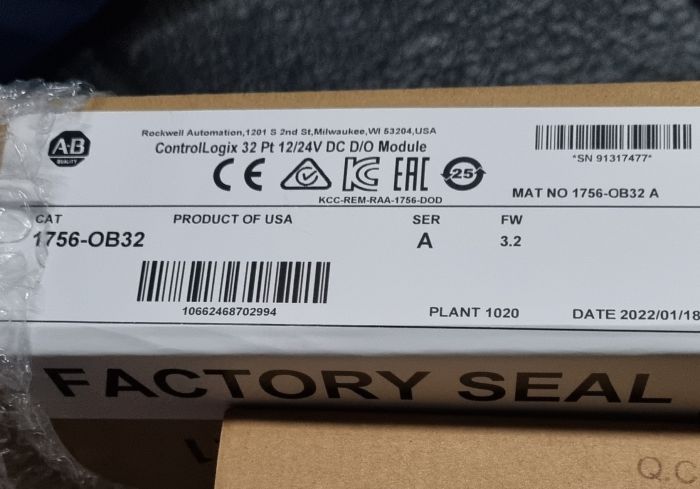 A-B
QUALITY
Rockwell Automation,1201 S 2nd St,Milwaukee,WI 53204,USA
ControlLogix 32 Pt 12/24V DC D/O Module
CE KC EAC 25
KCC-REM-RAA-1756-DOD
*SN 91317477*
MAT NO 1756-OB32 A
CAT PRODUCT OF USA SER FW
1756-OB32 A 3.2
10662468702994
PLANT 1020 DATE 2022/01/18
FACTORY SEAL
Q.C